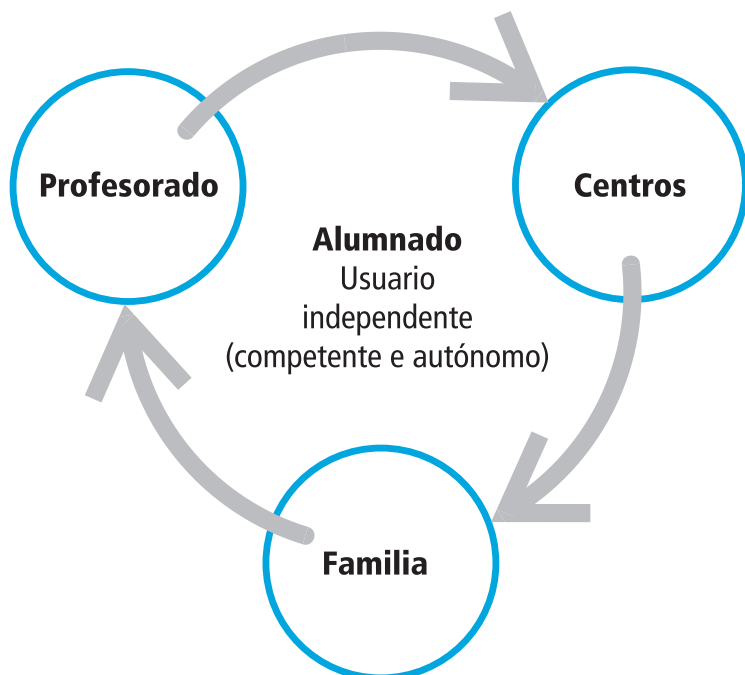 Profesorado
Centros
Alumnado
Usuario
independente
(competente e autónomo)
Familia